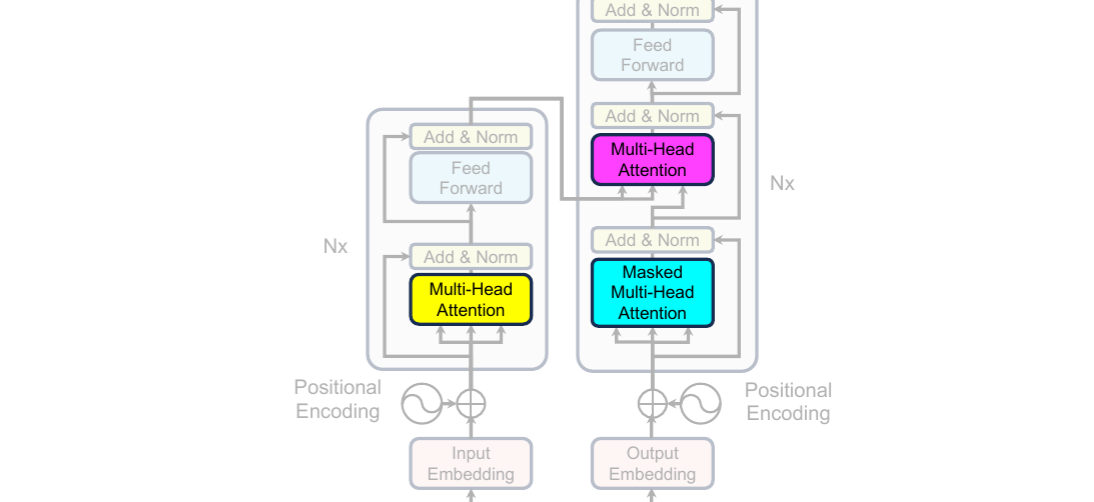 Add & Norm
Feed
Forward
Add & Norm
Multi-Head
Attention
Nx
Add & Norm
Masked
Multi-Head
Attention
Add & Norm
Feed
Forward
Nx
Add & Norm
Multi-Head
Attention
Positional
Encoding
Positional
Encoding
Input
Embedding
Output
Embedding